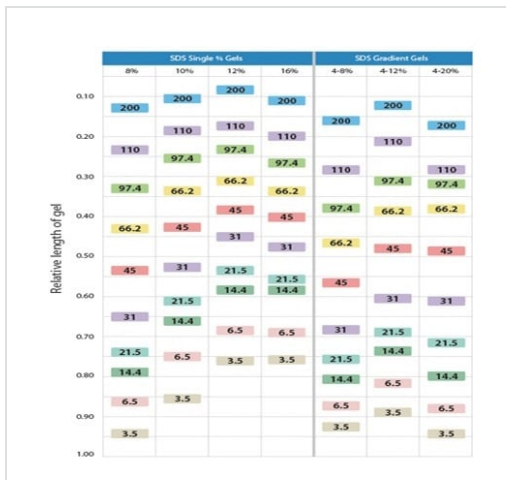 SDS Single % Gels SDS Gradient Gels
8% 10% 12% 16% 4-8% 4-12% 4-20%
200
0.10 200 200
200 200
200 200
110 110
0.20 110 110
110 97.4
97.4 97.4 110 110
0.30 66.2 97.4 97.4
97.4 66.2 66.2
45 97.4 66.2 66.2
0.40 45
66.2 45
31 66.2 45 45
31
0.50
45 31 21.5
21.5 45
14.4 14.4
0.60 21.5 31 31
31 14.4
6.5 6.5 31 21.5
0.70 21.5
21.5 6.5 14.4
3.5 3.5 21.5
14.4 14.4 14.4
0.80 6.5
6.5 3.5 6.5 6.5
0.90 3.5
3.5 3.5 3.5
1.00
Relative length of gel